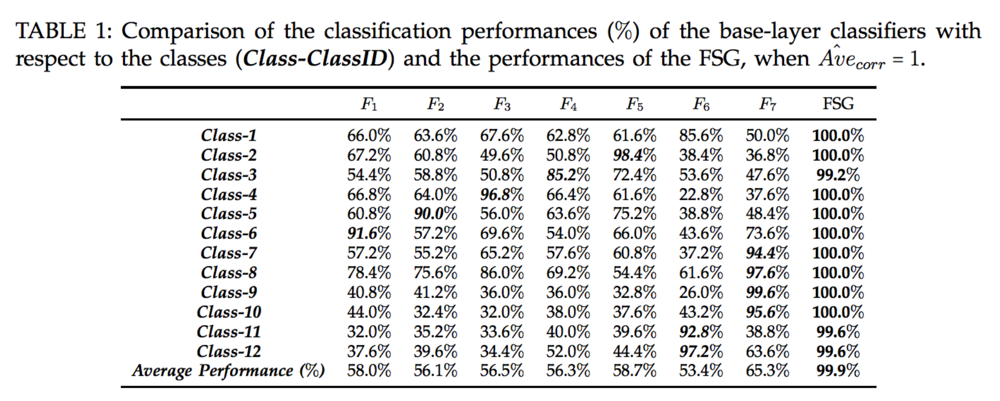 TABLE 1: Comparison of the classification performances (%) of the base-layer classifiers with
respect to the classes (Class-ClassID) and the performances of the FSG, when Âve_corr = 1.
F₁ F₂ F₃ F₄ F₅ F₆ F₇ FSG
Class-1 66.0% 63.6% 67.6% 62.8% 61.6% 85.6% 50.0% 100.0%
Class-2 67.2% 60.8% 49.6% 50.8% 98.4% 38.4% 36.8% 100.0%
Class-3 54.4% 58.8% 50.8% 85.2% 72.4% 53.6% 47.6% 99.2%
Class-4 66.8% 64.0% 96.8% 66.4% 61.6% 22.8% 37.6% 100.0%
Class-5 60.8% 90.0% 56.0% 63.6% 75.2% 38.8% 48.4% 100.0%
Class-6 91.6% 57.2% 69.6% 54.0% 66.0% 43.6% 73.6% 100.0%
Class-7 57.2% 55.2% 65.2% 57.6% 60.8% 37.2% 94.4% 100.0%
Class-8 78.4% 75.6% 86.0% 69.2% 54.4% 61.6% 97.6% 100.0%
Class-9 40.8% 41.2% 36.0% 36.0% 32.8% 26.0% 99.6% 100.0%
Class-10 44.0% 32.4% 32.0% 38.0% 37.6% 43.2% 95.6% 100.0%
Class-11 32.0% 35.2% 33.6% 40.0% 39.6% 92.8% 38.8% 99.6%
Class-12 37.6% 39.6% 34.4% 52.0% 44.4% 97.2% 63.6% 99.6%
Average Performance (%) 58.0% 56.1% 56.5% 56.3% 58.7% 53.4% 65.3% 99.9%